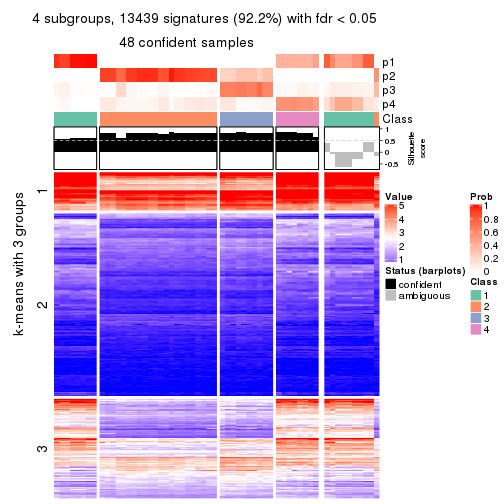 4 subgroups, 13439 signatures (92.2%) with fdr < 0.05
48 confident samples
p1
p2
p3
p4
Class
1
0.5
0
-0.5
Silhouette
score
k-means with 3 groups
1
2
3
Value
5
4
3
2
1
Status (barplots)
confident
ambiguous
Prob
1
0.8
0.6
0.4
0.2
0
Class
1
2
3
4